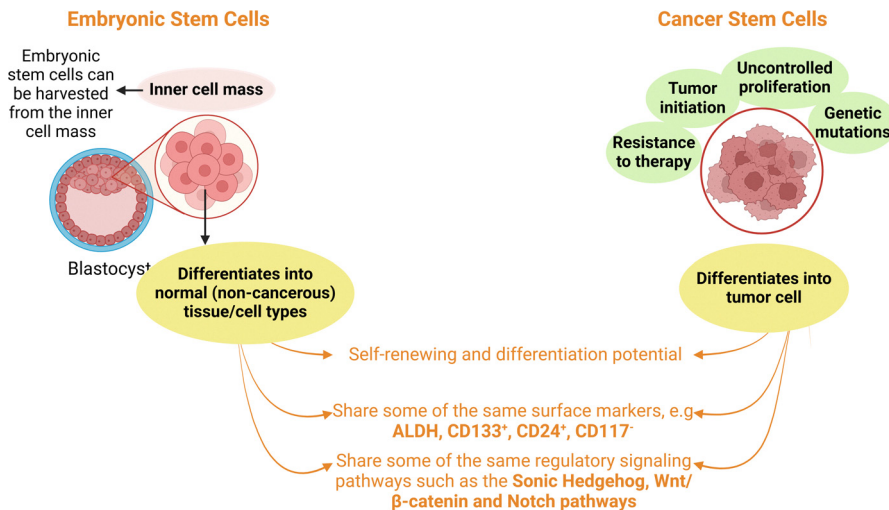 Embryonic Stem Cells
Embryonic
stem cells can
be harvested
from the inner
cell mass
Inner cell mass
Blastocyst
Differentiates into
normal (non-cancerous)
tissue/cell types
Cancer Stem Cells
Resistance
to therapy
Tumor
initiation
Uncontrolled
proliferation
Genetic
mutations
Differentiates into
tumor cell
Self-renewing and differentiation potential
Share some of the same surface markers, e.g
ALDH, CD133⁺, CD24⁺, CD117⁻
Share some of the same regulatory signaling
pathways such as the Sonic Hedgehog, Wnt/
β-catenin and Notch pathways